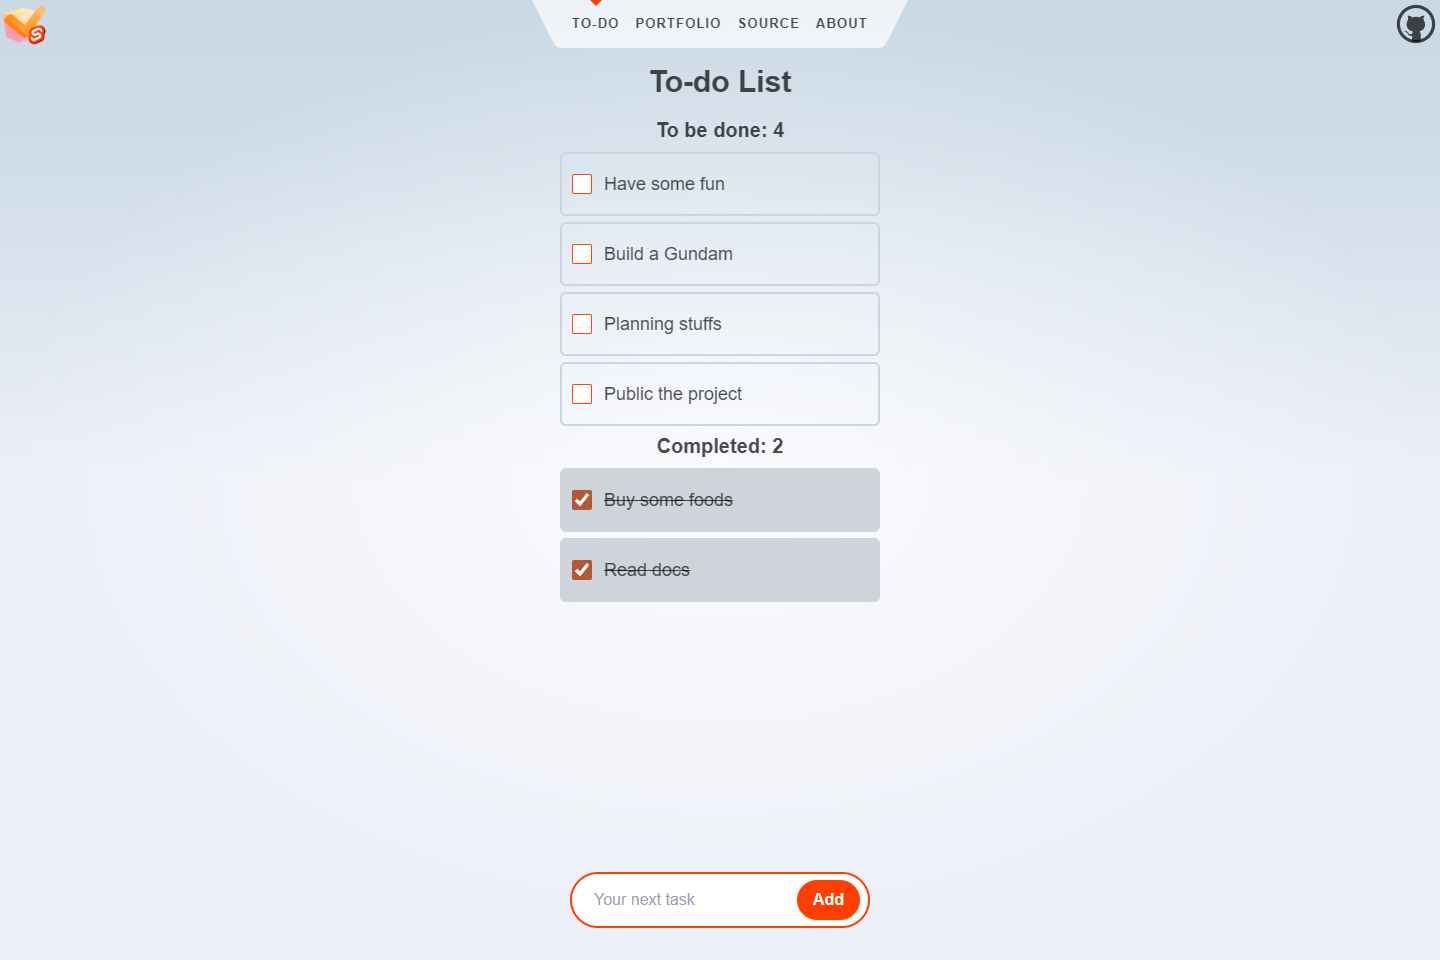 TO-DO PORTFOLIO SOURCE ABOUT
To-do List
To be done: 4
Have some fun
Build a Gundam
Planning stuffs
Public the project
Completed: 2
Buy some foods
Read docs
Your next task Add